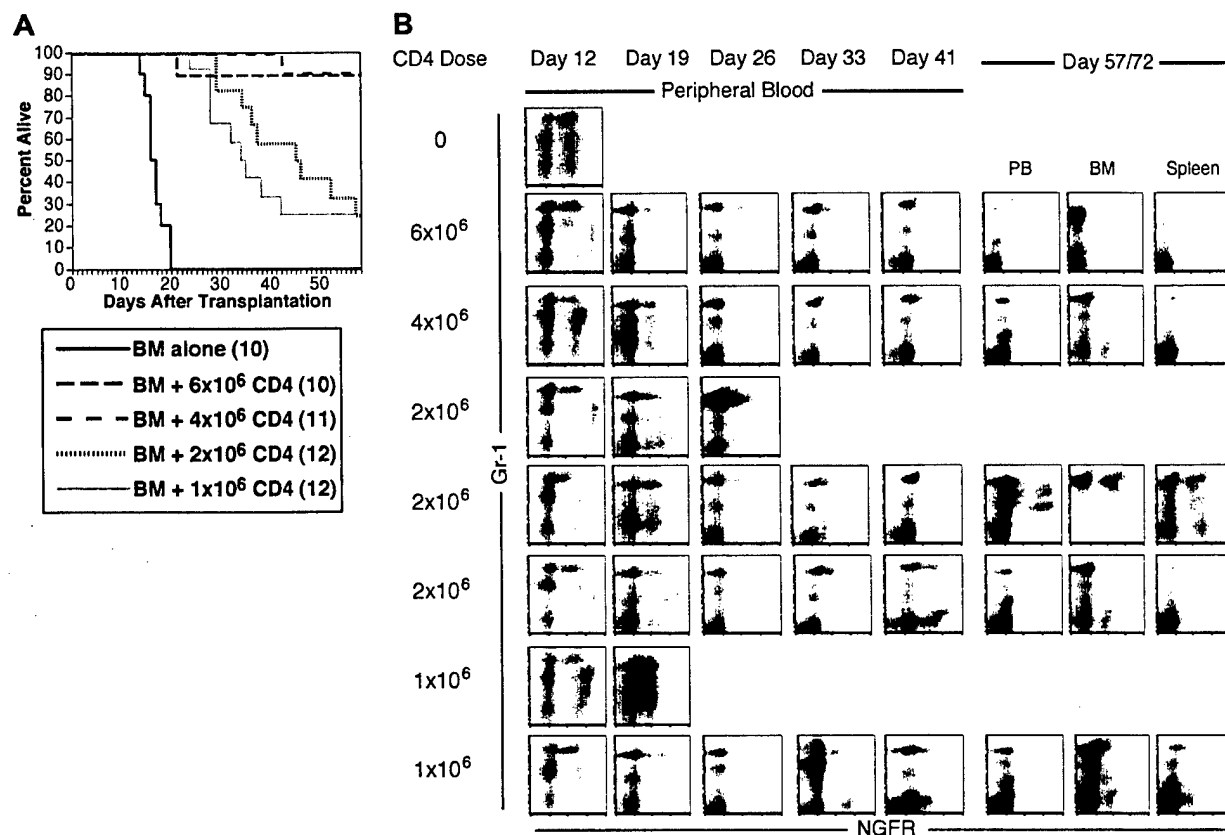 A
100
90
80
70
60
50
40
30
20
10
0
Percent Alive
0 10 20 30 40 50
Days After Transplantation
BM alone (10)
BM + 6x10⁶ CD4 (10)
BM + 4x10⁶ CD4 (11)
BM + 2x10⁶ CD4 (12)
BM + 1x10⁶ CD4 (12)
B
CD4 Dose Day 12 Day 19 Day 26 Day 33 Day 41 Day 57/72
Peripheral Blood
PB BM Spleen
0
6x10⁶
4x10⁶
2x10⁶
2x10⁶
2x10⁶
1x10⁶
1x10⁶
Gr-1
NGFR